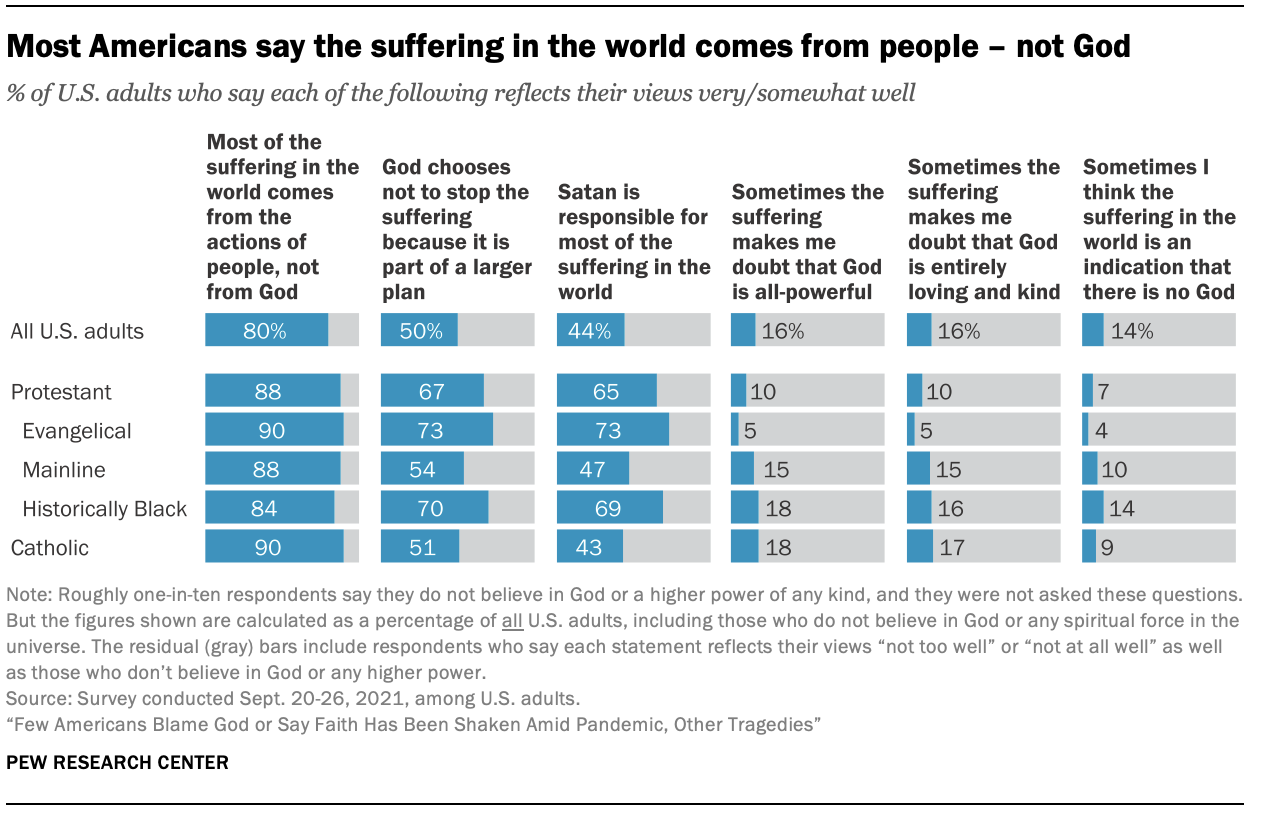 Most Americans say the suffering in the world comes from people – not God
% of U.S. adults who say each of the following reflects their views very/somewhat well
Most of the
suffering in the
world comes
from the
actions of
people, not
from God
God chooses
not to stop the
suffering
because it is
part of a larger
plan
Satan is
responsible for
most of the
suffering in the
world
Sometimes the
suffering
makes me
doubt that God
is all-powerful
Sometimes the
suffering
makes me
doubt that God
is entirely
loving and kind
Sometimes I
think the
suffering in the
world is an
indication that
there is no God
All U.S. adults 80% 50% 44% 16% 16% 14%
Protestant 88 67 65 10 10 7
Evangelical 90 73 73 5 5 4
Mainline 88 54 47 15 15 10
Historically Black 84 70 69 18 16 14
Catholic 90 51 43 18 17 9
Note: Roughly one-in-ten respondents say they do not believe in God or a higher power of any kind, and they were not asked these questions.
But the figures shown are calculated as a percentage of all U.S. adults, including those who do not believe in God or any spiritual force in the
universe. The residual (gray) bars include respondents who say each statement reflects their views “not too well” or “not at all well” as well
as those who don’t believe in God or any higher power.
Source: Survey conducted Sept. 20-26, 2021, among U.S. adults.
“Few Americans Blame God or Say Faith Has Been Shaken Amid Pandemic, Other Tragedies”
PEW RESEARCH CENTER